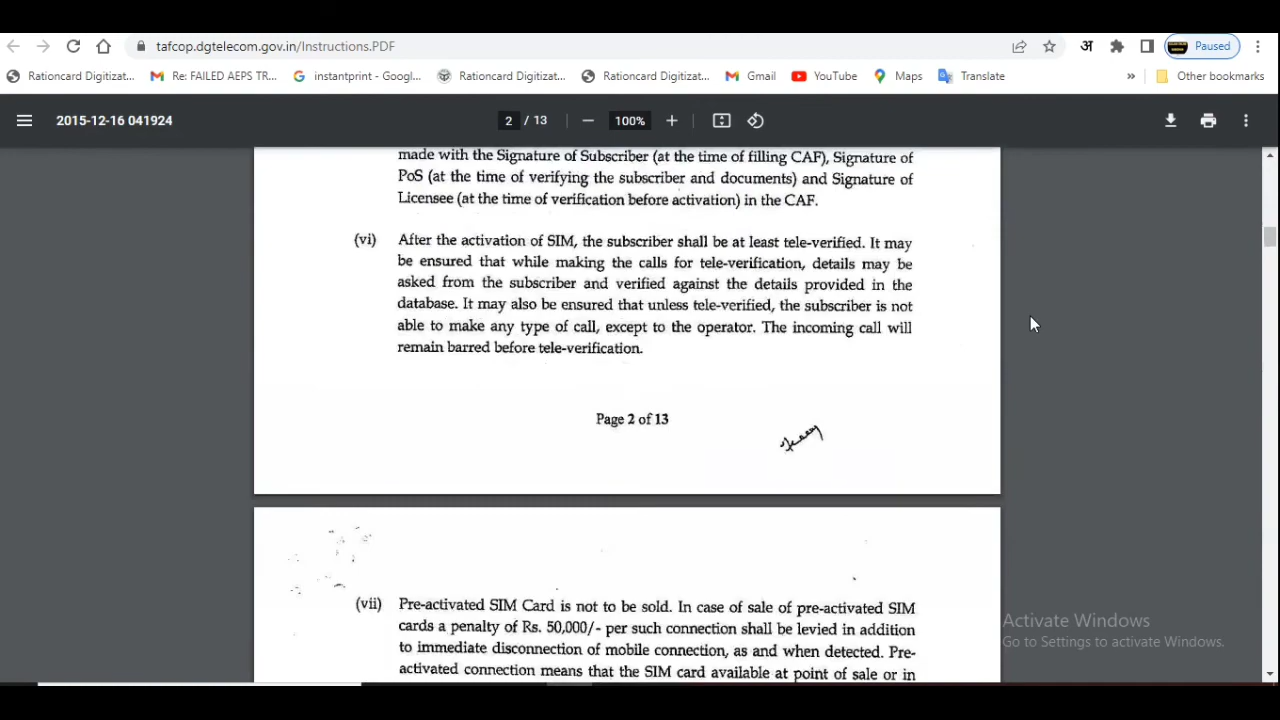 tafcop.dgtelecom.gov.in/Instructions.PDF
अ
Paused
Rationcard Digitizat...
Re: FAILED AEPS TR...
instantprint - Googl...
Rationcard Digitizat...
Rationcard Digitizat...
Gmail
YouTube
Maps
Translate
»
Other bookmarks
2015-12-16 041924
2 / 13
100%
made with the Signature of Subscriber (at the time of filling CAF), Signature of
PoS (at the time of verifying the subscriber and documents) and Signature of
Licensee (at the time of verification before activation) in the CAF.
(vi) After the activation of SIM, the subscriber shall be at least tele-verified. It may
be ensured that while making the calls for tele-verification, details may be
asked from the subscriber and verified against the details provided in the
database. It may also be ensured that unless tele-verified, the subscriber is not
able to make any type of call, except to the operator. The incoming call will
remain barred before tele-verification.
Page 2 of 13
(vii) Pre-activated SIM Card is not to be sold. In case of sale of pre-activated SIM
cards a penalty of Rs. 50,000/- per such connection shall be levied in addition
to immediate disconnection of mobile connection, as and when detected. Pre-
activated connection means that the SIM card available at point of sale or in
Activate Windows
Go to Settings to activate Windows.